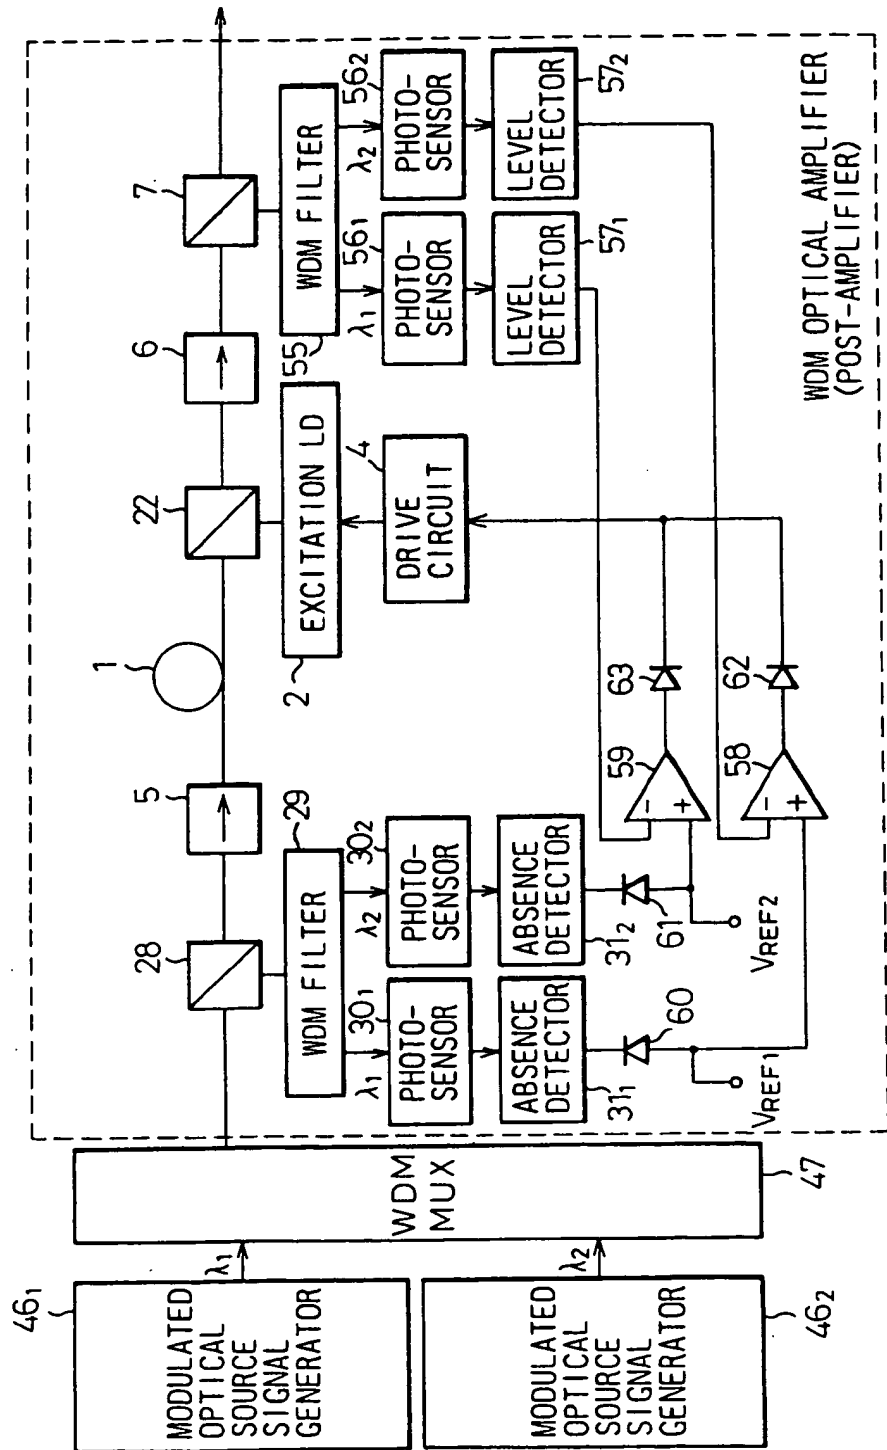 46₁
MODULATED
OPTICAL
SOURCE
SIGNAL
GENERATOR
λ₁
MODULATED
OPTICAL
SOURCE
SIGNAL
GENERATOR
46₂
λ₂
WDM
MUX
47
28
5
1
22
6
7
WDM FILTER
29
λ₁
30₁
λ₂
30₂
PHOTO-
SENSOR
PHOTO-
SENSOR
ABSENCE
DETECTOR
31₁
ABSENCE
DETECTOR
31₂
60
61
VREF1
VREF2
EXCITATION LD
2
DRIVE
CIRCUIT
4
59
-
+
63
58
-
+
62
WDM FILTER
55
λ₁
56₁
λ₂
56₂
PHOTO-
SENSOR
PHOTO-
SENSOR
LEVEL
DETECTOR
57₁
LEVEL
DETECTOR
57₂
WDM OPTICAL AMPLIFIER
(POST-AMPLIFIER)